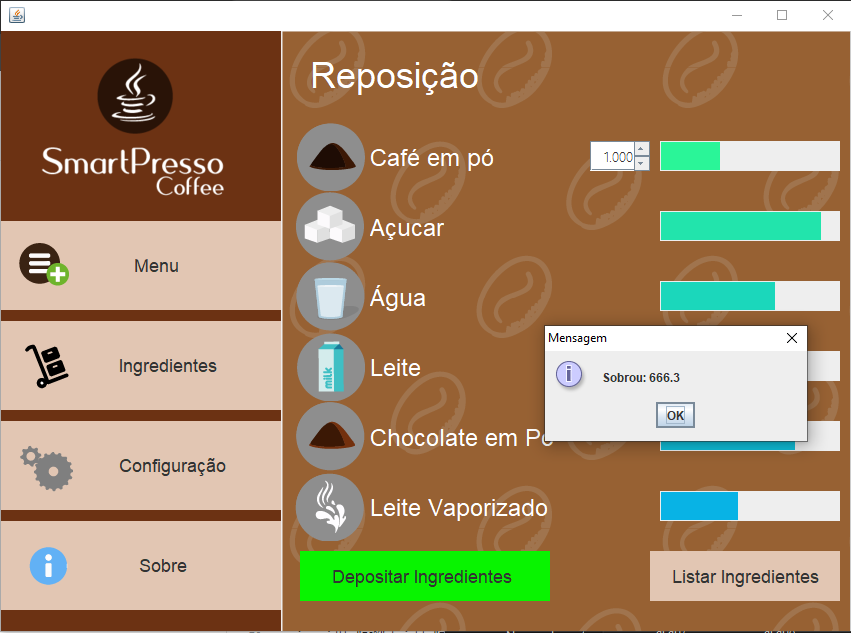 SmartPresso
Coffee
Menu
Ingredientes
Configuração
Sobre
Reposição
Café em pó
1.000
Açucar
Água
Leite
milk
Chocolate em Pó
Leite Vaporizado
Mensagem
Sobrou: 666.3
OK
Depositar Ingredientes
Listar Ingredientes